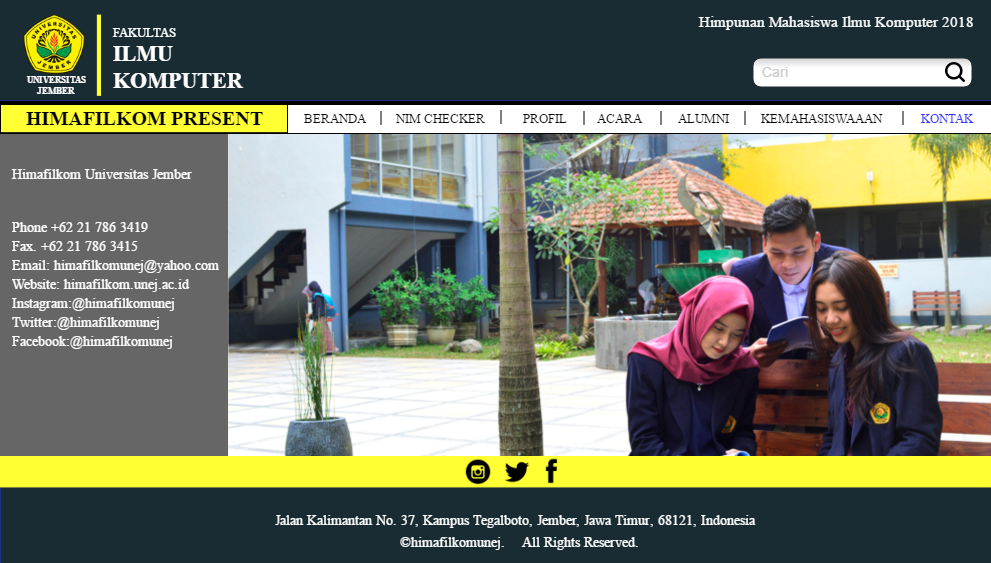 UNIVERSITAS
JEMBER
UNIVERSITAS
JEMBER
FAKULTAS
ILMU
KOMPUTER
Himpunan Mahasiswa Ilmu Komputer 2018
Cari
HIMAFILKOM PRESENT
BERANDA | NIM CHECKER | PROFIL | ACARA | ALUMNI | KEMAHASISWAAAN | KONTAK
Himafilkom Universitas Jember
Phone +62 21 786 3419
Fax. +62 21 786 3415
Email: himafilkomunej@yahoo.com
Website: himafilkom.unej.ac.id
Instagram:@himafilkomunej
Twitter:@himafilkomunej
Facebook:@himafilkomunej
Jalan Kalimantan No. 37, Kampus Tegalboto, Jember, Jawa Timur, 68121, Indonesia
©himafilkomunej. All Rights Reserved.